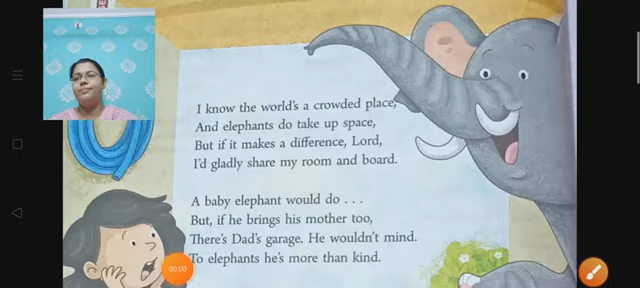 I know the world's a crowded place,
And elephants do take up space,
But if it makes a difference, Lord,
I'd gladly share my room and board.
A baby elephant would do . . .
But, if he brings his mother too,
There's Dad's garage. He wouldn't mind.
To elephants he's more than kind.
00:00